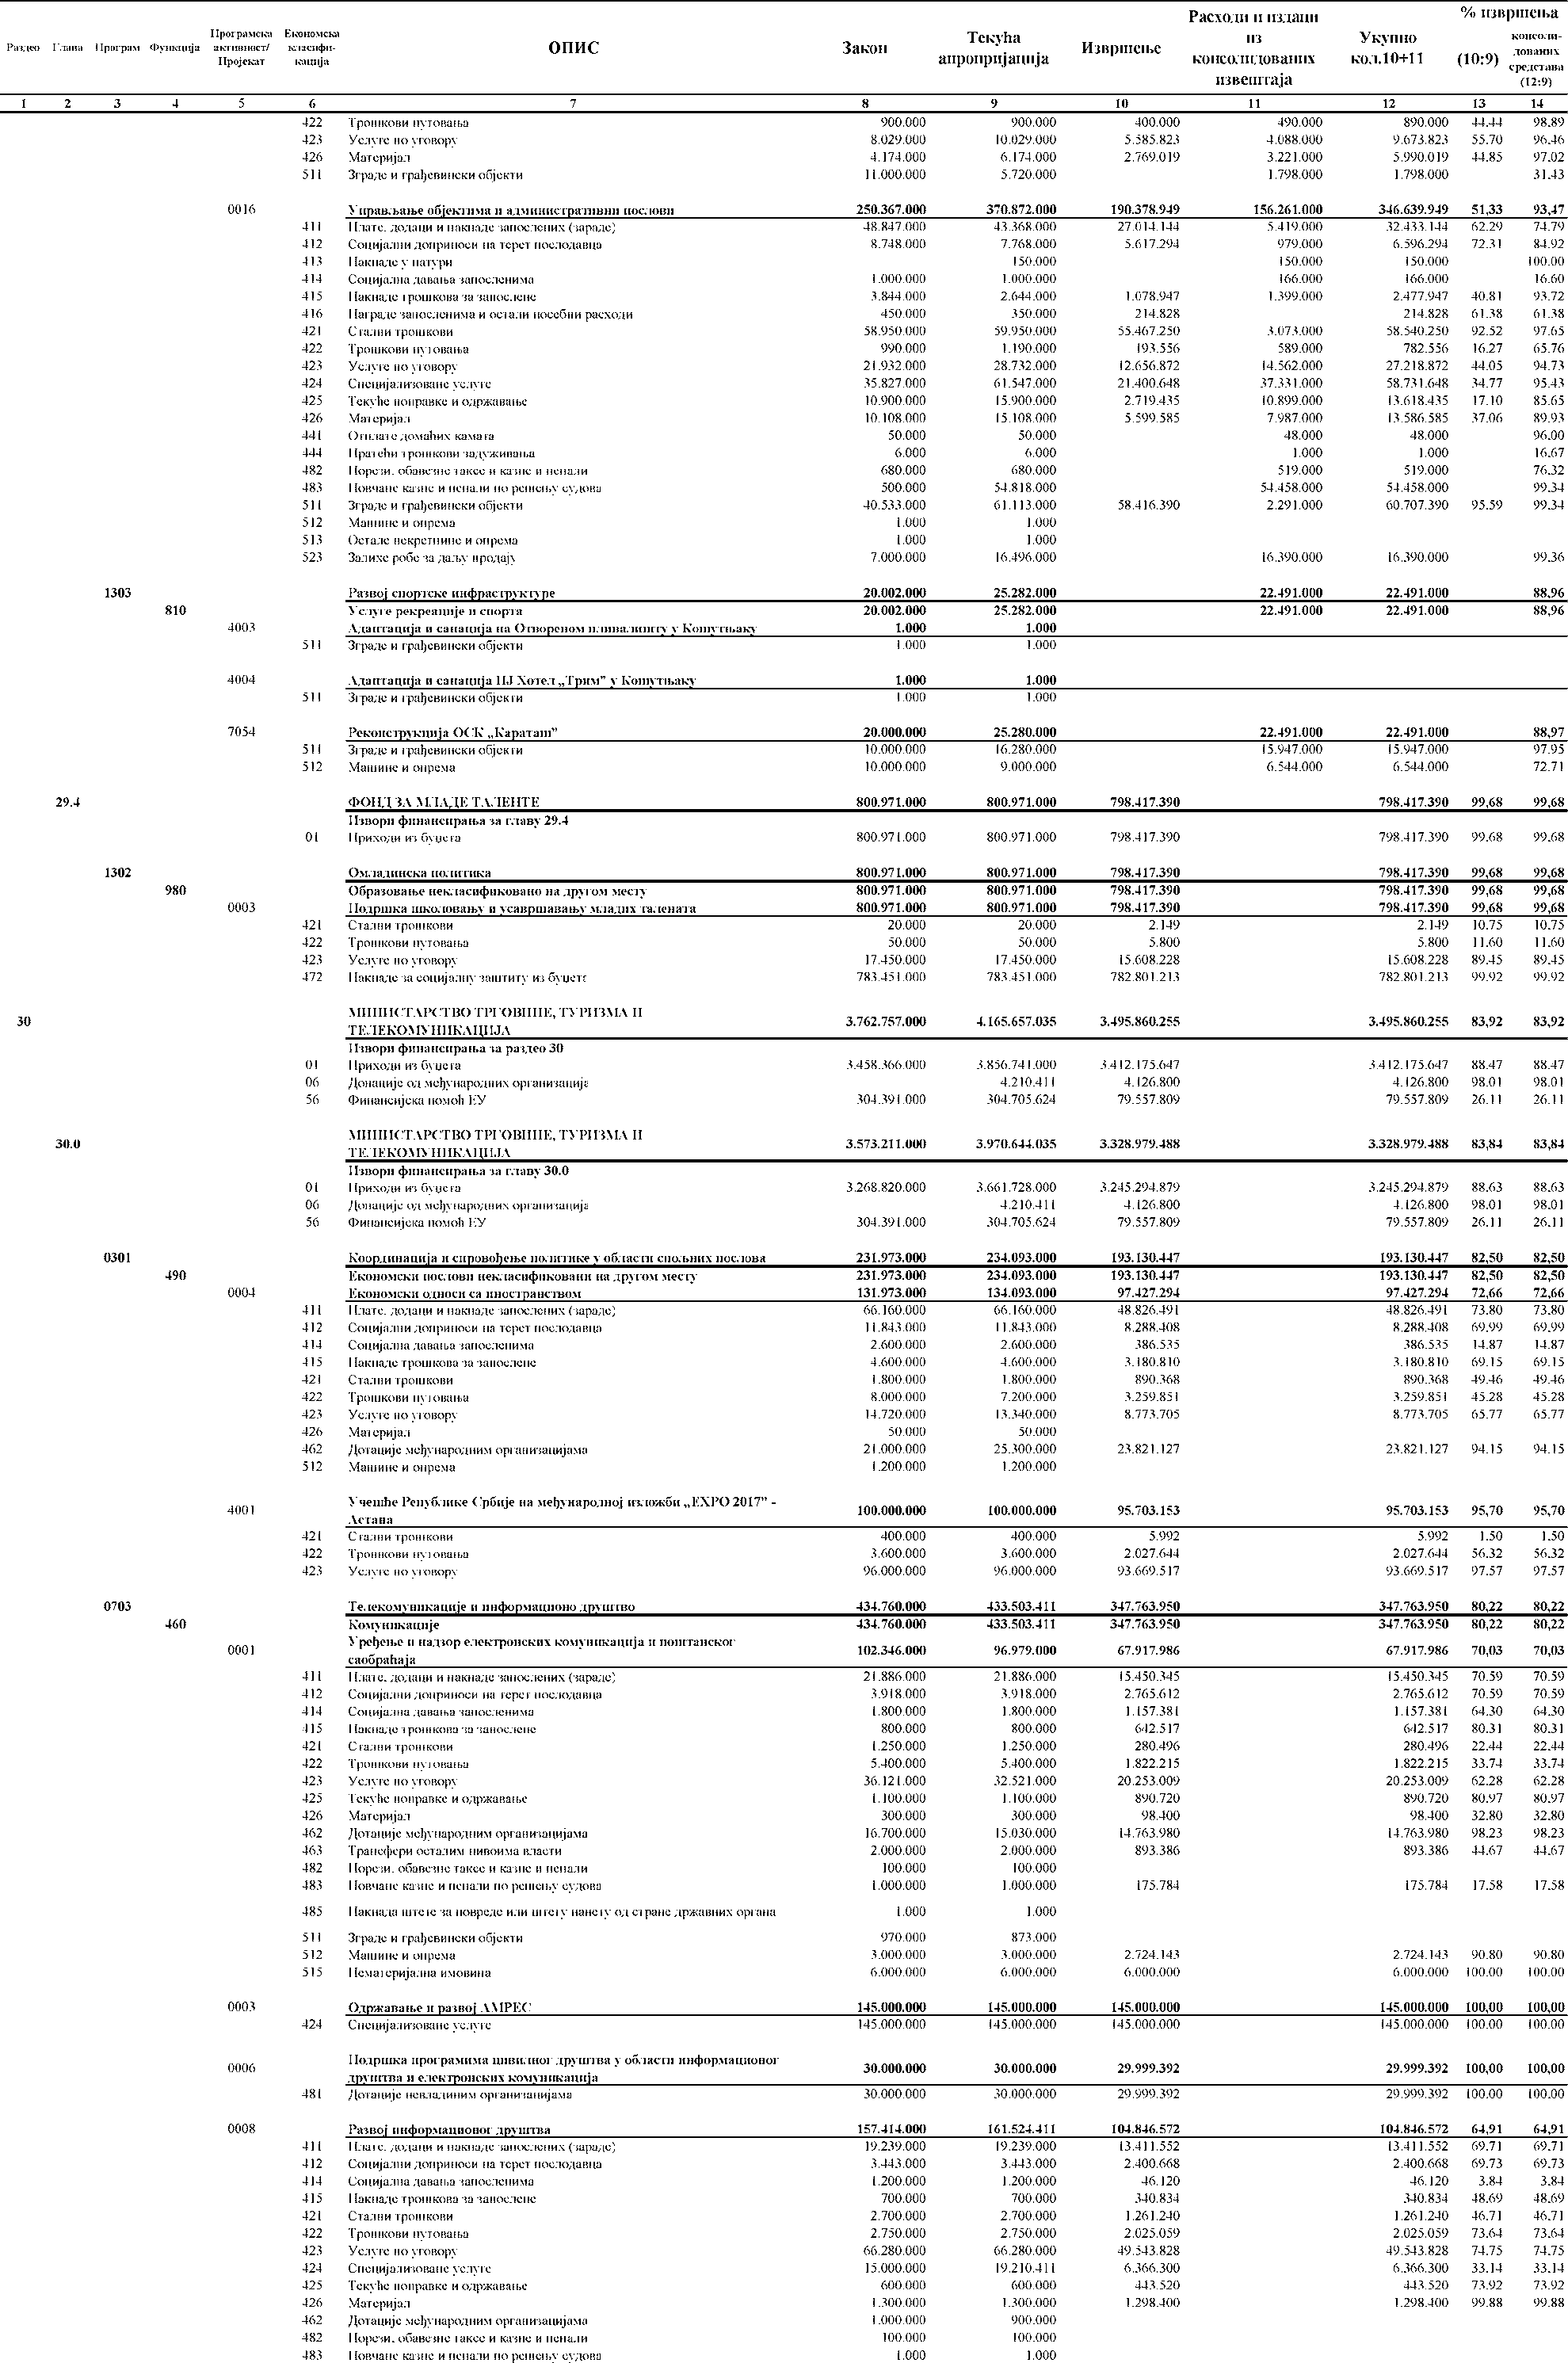 Раздео Глава Програм Функција Програмска активност/ Пројекат Економска класифи-кација ОПИС Закон Текућа апропријација Извршење Расходи и издаци из консолидованих извештаја Укупно кол.10+11 % извршења (10:9) консоли-дованих средстава (12:9)
1 2 3 4 5 6 7 8 9 10 11 12 13 14
422 Трошкови путовања 900.000 900.000 400.000 490.000 890.000 44.44 98.89
423 Услуге по уговору 8.029.000 10.029.000 5.585.823 4.088.000 9.673.823 55.70 96.46
426 Материјал 4.174.000 6.174.000 2.769.019 3.221.000 5.990.019 44.85 97.02
511 Зграде и грађевински објекти 11.000.000 5.720.000 1.798.000 1.798.000 31.43
0016 Управљање објектима и административни послови 250.367.000 370.872.000 190.378.949 156.261.000 346.639.949 51,33 93,47
411 Плате, додаци и накнаде запослених (зараде) 48.847.000 43.368.000 27.014.144 5.419.000 32.433.144 62.29 74.79
412 Социјални доприноси на терет послодавца 8.748.000 7.768.000 5.617.294 979.000 6.596.294 72.31 84.92
413 Накнаде у натури 150.000 150.000 150.000 100.00
414 Социјална давања запосленима 1.000.000 1.000.000 166.000 166.000 16.60
415 Накнаде трошкова за запослене 3.844.000 2.644.000 1.078.947 1.399.000 2.477.947 40.81 93.72
416 Награде запосленима и остали посебни расходи 450.000 350.000 214.828 214.828 61.38 61.38
421 Стални трошкови 58.950.000 59.950.000 55.467.250 3.073.000 58.540.250 92.52 97.65
422 Трошкови путовања 990.000 1.190.000 193.556 589.000 782.556 16.27 65.76
423 Услуге по уговору 21.932.000 28.732.000 12.656.872 14.562.000 27.218.872 44.05 94.73
424 Специјализоване услуге 35.827.000 61.547.000 21.400.648 37.331.000 58.731.648 34.77 95.43
425 Текуће поправке и одржавање 10.900.000 15.900.000 2.719.435 10.899.000 13.618.435 17.10 85.65
426 Материјал 10.108.000 15.108.000 5.599.585 7.987.000 13.586.585 37.06 89.93
441 Отплате домаћих камата 50.000 50.000 48.000 48.000 96.00
444 Пратећи трошкови задуживања 6.000 6.000 1.000 1.000 16.67
482 Порези, обавезне таксе и казне и пенали 680.000 680.000 519.000 519.000 76.32
483 Новчане казне и пенали по решењу судова 500.000 54.818.000 54.458.000 54.458.000 99.34
511 Зграде и грађевински објекти 40.533.000 61.113.000 58.416.390 2.291.000 60.707.390 95.59 99.34
512 Машине и опрема 1.000 1.000
513 Остале некретнине и опрема 1.000 1.000
523 Залихе робе за даљу продају 7.000.000 16.496.000 16.390.000 16.390.000 99.36
1303 Развој спортске инфраструктуре 20.002.000 25.282.000 22.491.000 22.491.000 88,96
810 Услуге рекреације и спорта 20.002.000 25.282.000 22.491.000 22.491.000 88,96
4003 Адаптација и санација на Отвореном пливалишту у Кошутњаку 1.000 1.000
511 Зграде и грађевински објекти 1.000 1.000
4004 Адаптација и санација ПЈ Хотел „Трим” у Кошутњаку 1.000 1.000
511 Зграде и грађевински објекти 1.000 1.000
7054 Реконструкција ОСК „Караташ” 20.000.000 25.280.000 22.491.000 22.491.000 88,97
511 Зграде и грађевински објекти 10.000.000 16.280.000 15.947.000 15.947.000 97.95
512 Машине и опрема 10.000.000 9.000.000 6.544.000 6.544.000 72.71
29.4 ФОНД ЗА МЛАДЕ ТАЛЕНТЕ 800.971.000 800.971.000 798.417.390 798.417.390 99,68 99,68
Извори финансирања за главу 29.4
01 Приходи из буџета 800.971.000 800.971.000 798.417.390 798.417.390 99.68 99.68
1302 Омладинска политика 800.971.000 800.971.000 798.417.390 798.417.390 99,68 99,68
980 Образовање некласификовано на другом месту 800.971.000 800.971.000 798.417.390 798.417.390 99,68 99,68
0003 Подршка школовању и усавршавању младих талената 800.971.000 800.971.000 798.417.390 798.417.390 99,68 99,68
421 Стални трошкови 20.000 20.000 2.149 2.149 10.75 10.75
422 Трошкови путовања 50.000 50.000 5.800 5.800 11.60 11.60
423 Услуге по уговору 17.450.000 17.450.000 15.608.228 15.608.228 89.45 89.45
472 Накнаде за социјалну заштиту из буџета 783.451.000 783.451.000 782.801.213 782.801.213 99.92 99.92
30 МИНИСТАРСТВО ТРГОВИНЕ, ТУРИЗМА И ТЕЛЕКОМУНИКАЦИЈА 3.762.757.000 4.165.657.035 3.495.860.255 3.495.860.255 83,92 83,92
Извори финансирања за раздео 30
01 Приходи из буџета 3.458.366.000 3.856.741.000 3.412.175.647 3.412.175.647 88.47 88.47
06 Донације од међународних организација 4.210.411 4.126.800 4.126.800 98.01 98.01
56 Финансијска помоћ ЕУ 304.391.000 304.705.624 79.557.809 79.557.809 26.11 26.11
30.0 МИНИСТАРСТВО ТРГОВИНЕ, ТУРИЗМА И ТЕЛЕКОМУНИКАЦИЈА 3.573.211.000 3.970.644.035 3.328.979.488 3.328.979.488 83,84 83,84
Извори финансирања за главу 30.0
01 Приходи из буџета 3.268.820.000 3.661.728.000 3.245.294.879 3.245.294.879 88.63 88.63
06 Донације од међународних организација 4.210.411 4.126.800 4.126.800 98.01 98.01
56 Финансијска помоћ ЕУ 304.391.000 304.705.624 79.557.809 79.557.809 26.11 26.11
0301 Координација и спровођење политике у области спољних послова 231.973.000 234.093.000 193.130.447 193.130.447 82,50 82,50
490 Економски послови некласификовани на другом месту 231.973.000 234.093.000 193.130.447 193.130.447 82,50 82,50
0004 Економски односи са иностранством 131.973.000 134.093.000 97.427.294 97.427.294 72,66 72,66
411 Плате, додаци и накнаде запослених (зараде) 66.160.000 66.160.000 48.826.491 48.826.491 73.80 73.80
412 Социјални доприноси на терет послодавца 11.843.000 11.843.000 8.288.408 8.288.408 69.99 69.99
414 Социјална давања запосленима 2.600.000 2.600.000 386.535 386.535 14.87 14.87
415 Накнаде трошкова за запослене 4.600.000 4.600.000 3.180.810 3.180.810 69.15 69.15
421 Стални трошкови 1.800.000 1.800.000 890.368 890.368 49.46 49.46
422 Трошкови путовања 8.000.000 7.200.000 3.259.851 3.259.851 45.28 45.28
423 Услуге по уговору 14.720.000 13.340.000 8.773.705 8.773.705 65.77 65.77
426 Материјал 50.000 50.000
462 Дотације међународним организацијама 21.000.000 25.300.000 23.821.127 23.821.127 94.15 94.15
512 Машине и опрема 1.200.000 1.200.000
4001 Учешће Републике Србије на међународној изложби „EXPO 2017” - Астана 100.000.000 100.000.000 95.703.153 95.703.153 95,70 95,70
421 Стални трошкови 400.000 400.000 5.992 5.992 1.50 1.50
422 Трошкови путовања 3.600.000 3.600.000 2.027.644 2.027.644 56.32 56.32
423 Услуге по уговору 96.000.000 96.000.000 93.669.517 93.669.517 97.57 97.57
0703 Телекомуникације и информационо друштво 434.760.000 433.503.411 347.763.950 347.763.950 80,22 80,22
460 Комуникације 434.760.000 433.503.411 347.763.950 347.763.950 80,22 80,22
0001 Уређење и надзор електронских комуникација и поштанског саобраћаја 102.346.000 96.979.000 67.917.986 67.917.986 70,03 70,03
411 Плате, додаци и накнаде запослених (зараде) 21.886.000 21.886.000 15.450.345 15.450.345 70.59 70.59
412 Социјални доприноси на терет послодавца 3.918.000 3.918.000 2.765.612 2.765.612 70.59 70.59
414 Социјална давања запосленима 1.800.000 1.800.000 1.157.381 1.157.381 64.30 64.30
415 Накнаде трошкова за запослене 800.000 800.000 642.517 642.517 80.31 80.31
421 Стални трошкови 1.250.000 1.250.000 280.496 280.496 22.44 22.44
422 Трошкови путовања 5.400.000 5.400.000 1.822.215 1.822.215 33.74 33.74
423 Услуге по уговору 36.121.000 32.521.000 20.253.009 20.253.009 62.28 62.28
425 Текуће поправке и одржавање 1.100.000 1.100.000 890.720 890.720 80.97 80.97
426 Материјал 300.000 300.000 98.400 98.400 32.80 32.80
462 Дотације међународним организацијама 16.700.000 15.030.000 14.763.980 14.763.980 98.23 98.23
463 Трансфери осталим нивоима власти 2.000.000 2.000.000 893.386 893.386 44.67 44.67
482 Порези, обавезне таксе и казне и пенали 100.000 100.000
483 Новчане казне и пенали по решењу судова 1.000.000 1.000.000 175.784 175.784 17.58 17.58
485 Накнада штете за повреде или штету нанету од стране државних органа 1.000 1.000
511 Зграде и грађевински објекти 970.000 873.000
512 Машине и опрема 3.000.000 3.000.000 2.724.143 2.724.143 90.80 90.80
515 Нематеријална имовина 6.000.000 6.000.000 6.000.000 6.000.000 100.00 100.00
0003 Одржавање и развој АМРЕС 145.000.000 145.000.000 145.000.000 145.000.000 100,00 100,00
424 Специјализоване услуге 145.000.000 145.000.000 145.000.000 145.000.000 100.00 100.00
0006 Подршка програмима цивилног друштва у области информационог друштва и електронских комуникација 30.000.000 30.000.000 29.999.392 29.999.392 100,00 100,00
481 Дотације невладиним организацијама 30.000.000 30.000.000 29.999.392 29.999.392 100.00 100.00
0008 Развој информационог друштва 157.414.000 161.524.411 104.846.572 104.846.572 64,91 64,91
411 Плате, додаци и накнаде запослених (зараде) 19.239.000 19.239.000 13.411.552 13.411.552 69.71 69.71
412 Социјални доприноси на терет послодавца 3.443.000 3.443.000 2.400.668 2.400.668 69.73 69.73
414 Социјална давања запосленима 1.200.000 1.200.000 46.120 46.120 3.84 3.84
415 Накнаде трошкова за запослене 700.000 700.000 340.834 340.834 48.69 48.69
421 Стални трошкови 2.700.000 2.700.000 1.261.240 1.261.240 46.71 46.71
422 Трошкови путовања 2.750.000 2.750.000 2.025.059 2.025.059 73.64 73.64
423 Услуге по уговору 66.280.000 66.280.000 49.543.828 49.543.828 74.75 74.75
424 Специјализоване услуге 15.000.000 19.210.411 6.366.300 6.366.300 33.14 33.14
425 Текуће поправке и одржавање 600.000 600.000 443.520 443.520 73.92 73.92
426 Материјал 1.300.000 1.300.000 1.298.400 1.298.400 99.88 99.88
462 Дотације међународним организацијама 1.000.000 900.000
482 Порези, обавезне таксе и казне и пенали 100.000 100.000
483 Новчане казне и пенали по решењу судова 1.000 1.000